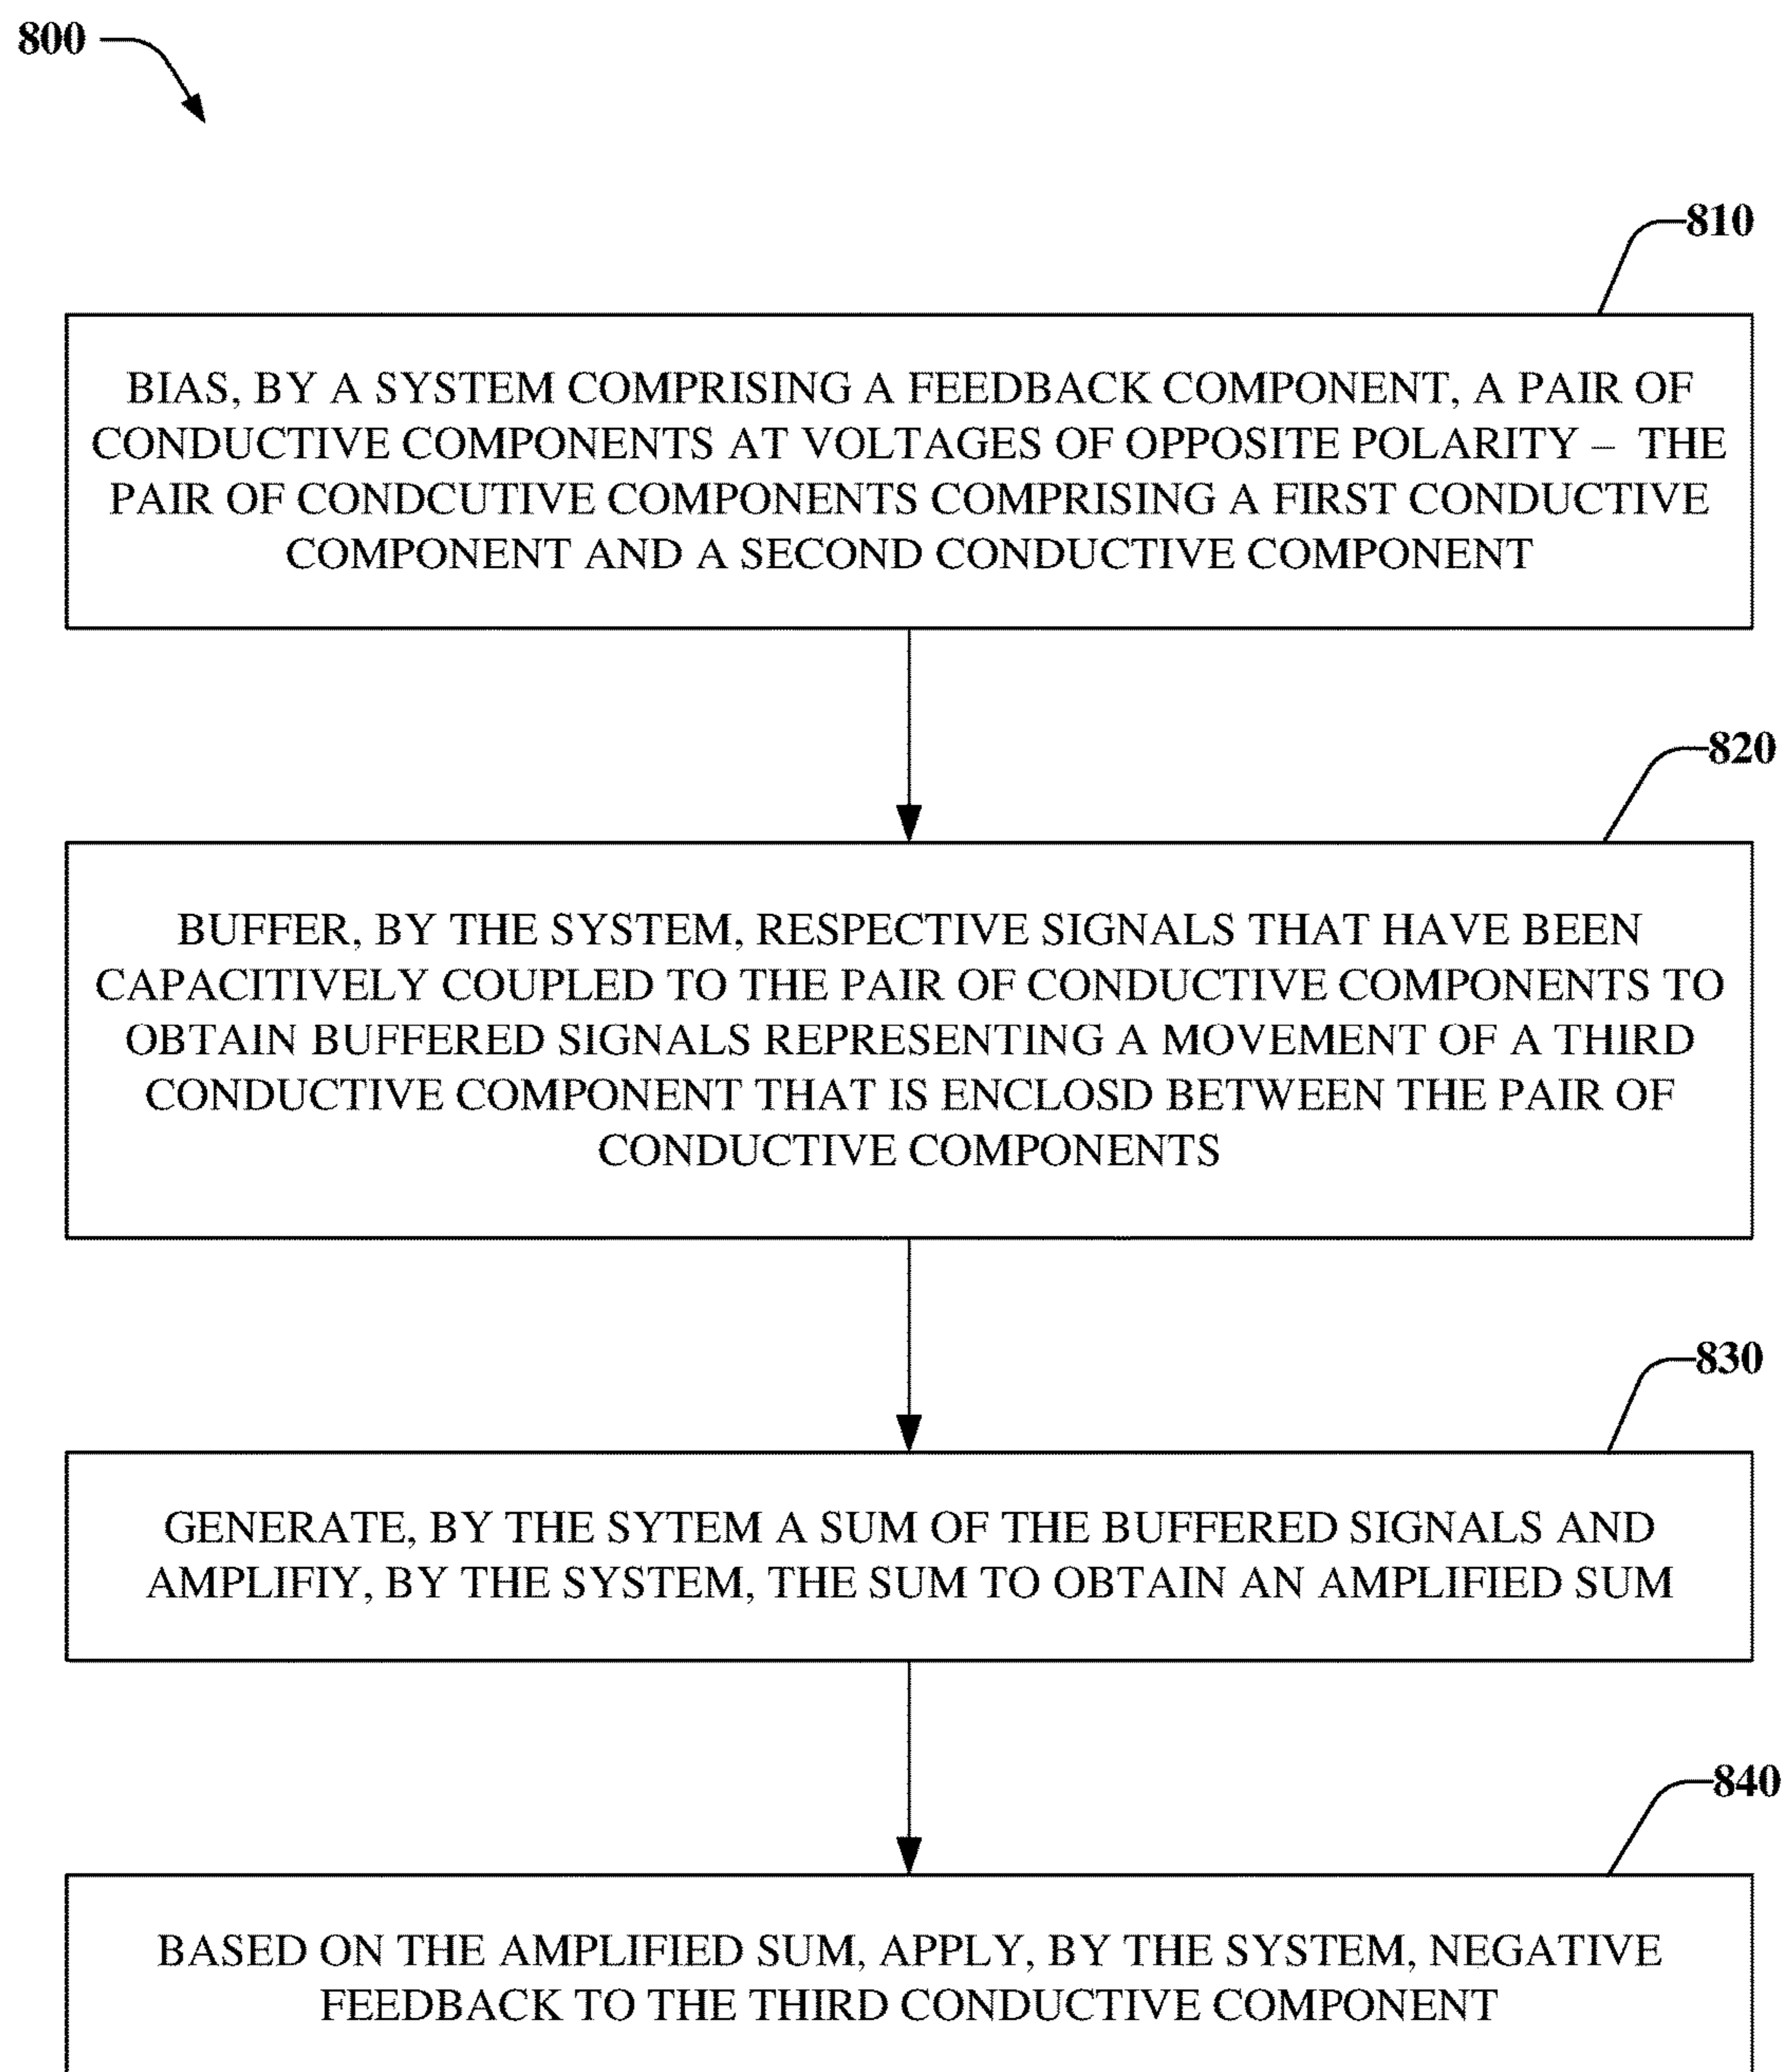 800
810
BIAS, BY A SYSTEM COMPRISING A FEEDBACK COMPONENT, A PAIR OF
CONDUCTIVE COMPONENTS AT VOLTAGES OF OPPOSITE POLARITY – THE
PAIR OF CONDCUTIVE COMPONENTS COMPRISING A FIRST CONDUCTIVE
COMPONENT AND A SECOND CONDUCTIVE COMPONENT
820
BUFFER, BY THE SYSTEM, RESPECTIVE SIGNALS THAT HAVE BEEN
CAPACITIVELY COUPLED TO THE PAIR OF CONDUCTIVE COMPONENTS TO
OBTAIN BUFFERED SIGNALS REPRESENTING A MOVEMENT OF A THIRD
CONDUCTIVE COMPONENT THAT IS ENCLOSD BETWEEN THE PAIR OF
CONDUCTIVE COMPONENTS
830
GENERATE, BY THE SYTEM A SUM OF THE BUFFERED SIGNALS AND
AMPLIFIY, BY THE SYSTEM, THE SUM TO OBTAIN AN AMPLIFIED SUM
840
BASED ON THE AMPLIFIED SUM, APPLY, BY THE SYSTEM, NEGATIVE
FEEDBACK TO THE THIRD CONDUCTIVE COMPONENT